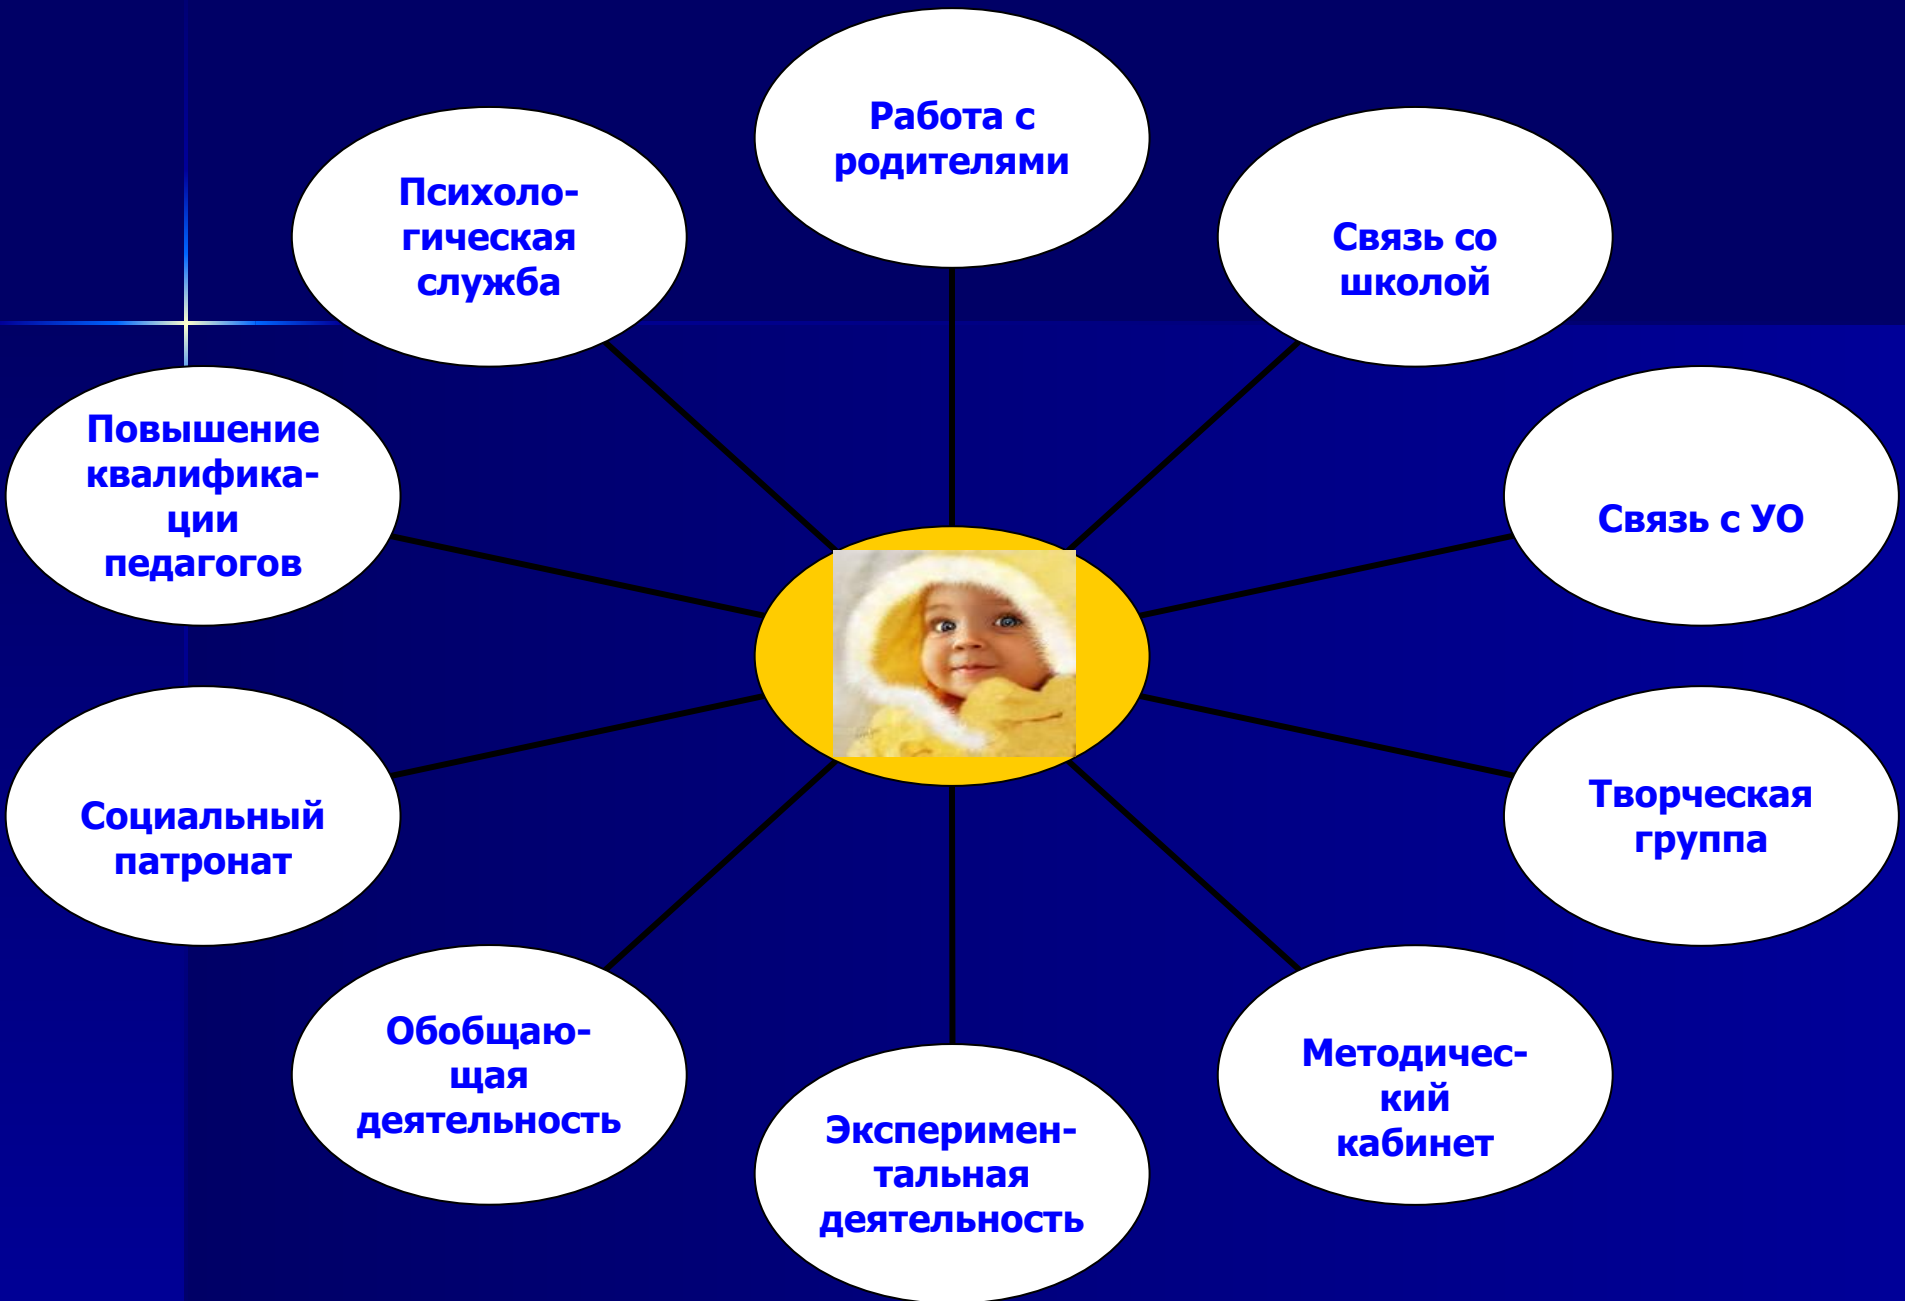 Работа с
родителями
Связь со
школой
Связь с УО
Творческая
группа
Методичес-
кий
кабинет
Эксперимен-
тальная
деятельность
Обобщаю-
щая
деятельность
Социальный
патронат
Повышение
квалифика-
ции
педагогов
Психоло-
гическая
служба